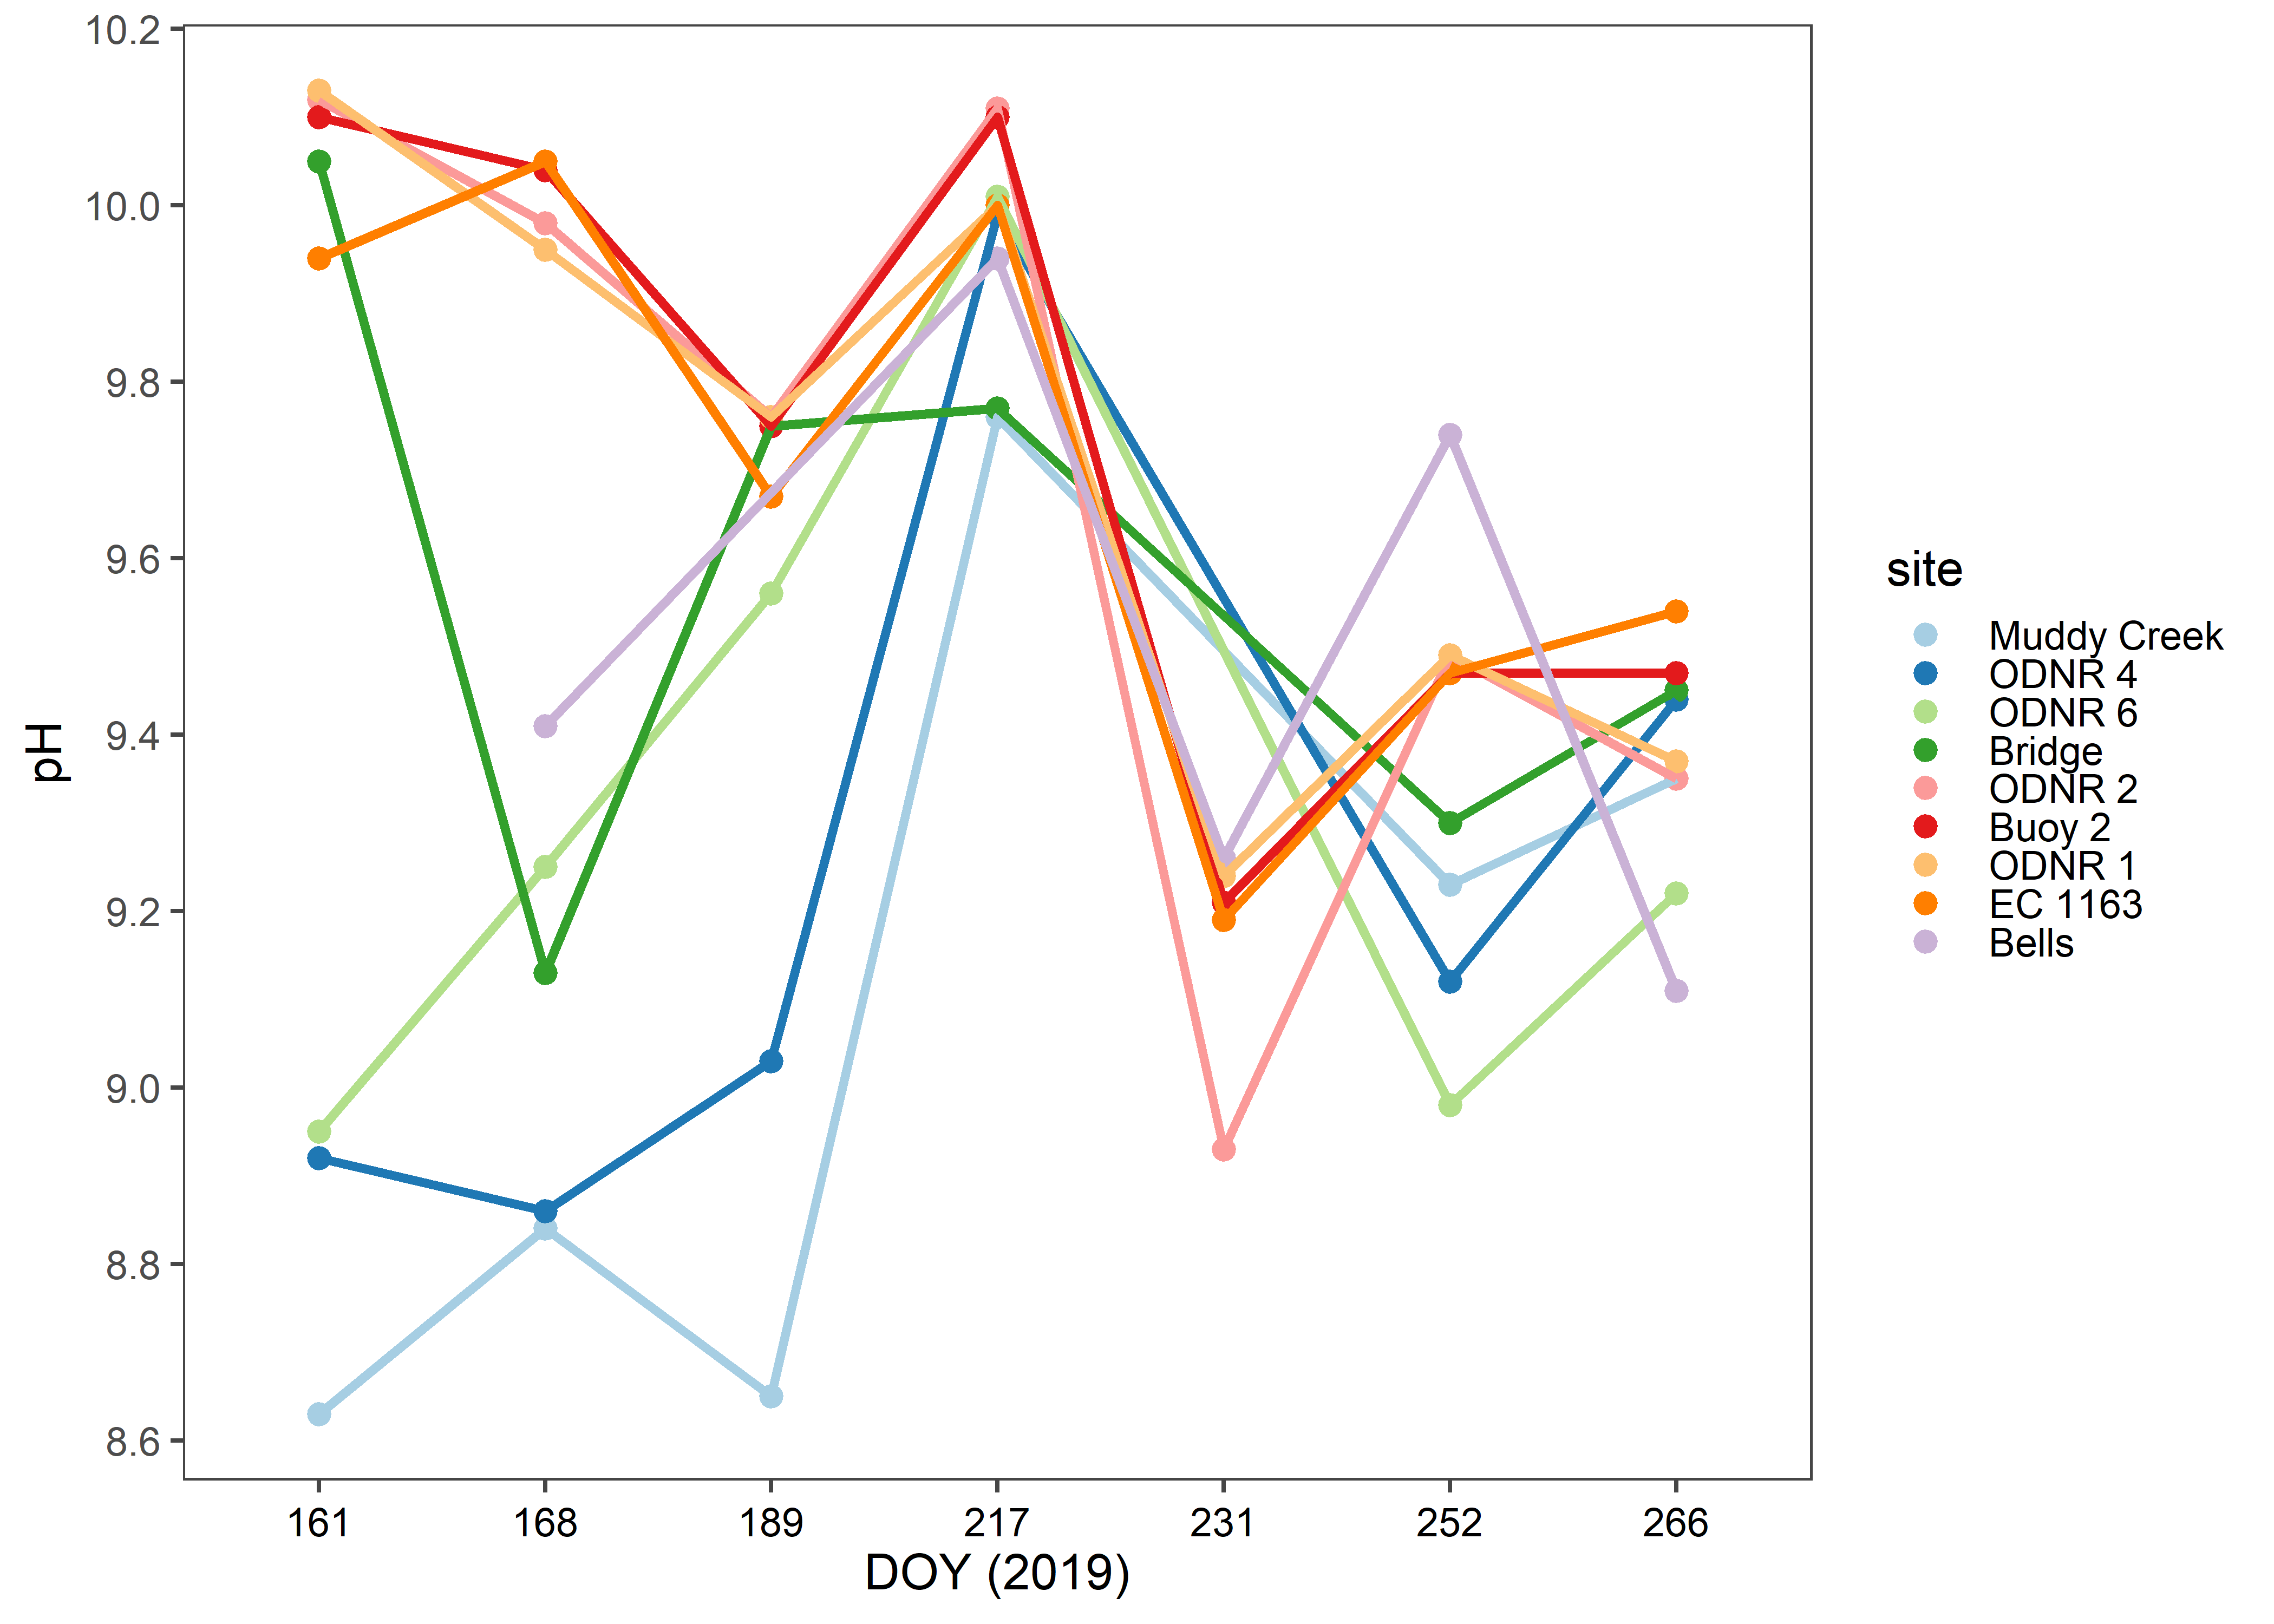 10.2
10.0
9.8
9.6
9.4
9.2
9.0
8.8
8.6
pH
161 168 189 217 231 252 266
DOY (2019)
site
Muddy Creek
ODNR 4
ODNR 6
Bridge
ODNR 2
Buoy 2
ODNR 1
EC 1163
Bells